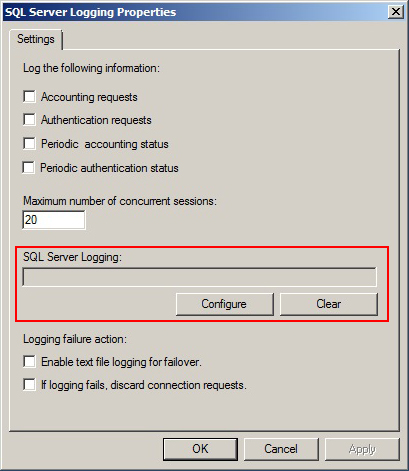 SQL Server Logging Properties
Settings
Log the following information:
Accounting requests
Authentication requests
Periodic accounting status
Periodic authentication status
Maximum number of concurrent sessions:
20
SQL Server Logging:
Configure Clear
Logging failure action:
Enable text file logging for failover.
If logging fails, discard connection requests.
OK Cancel Apply